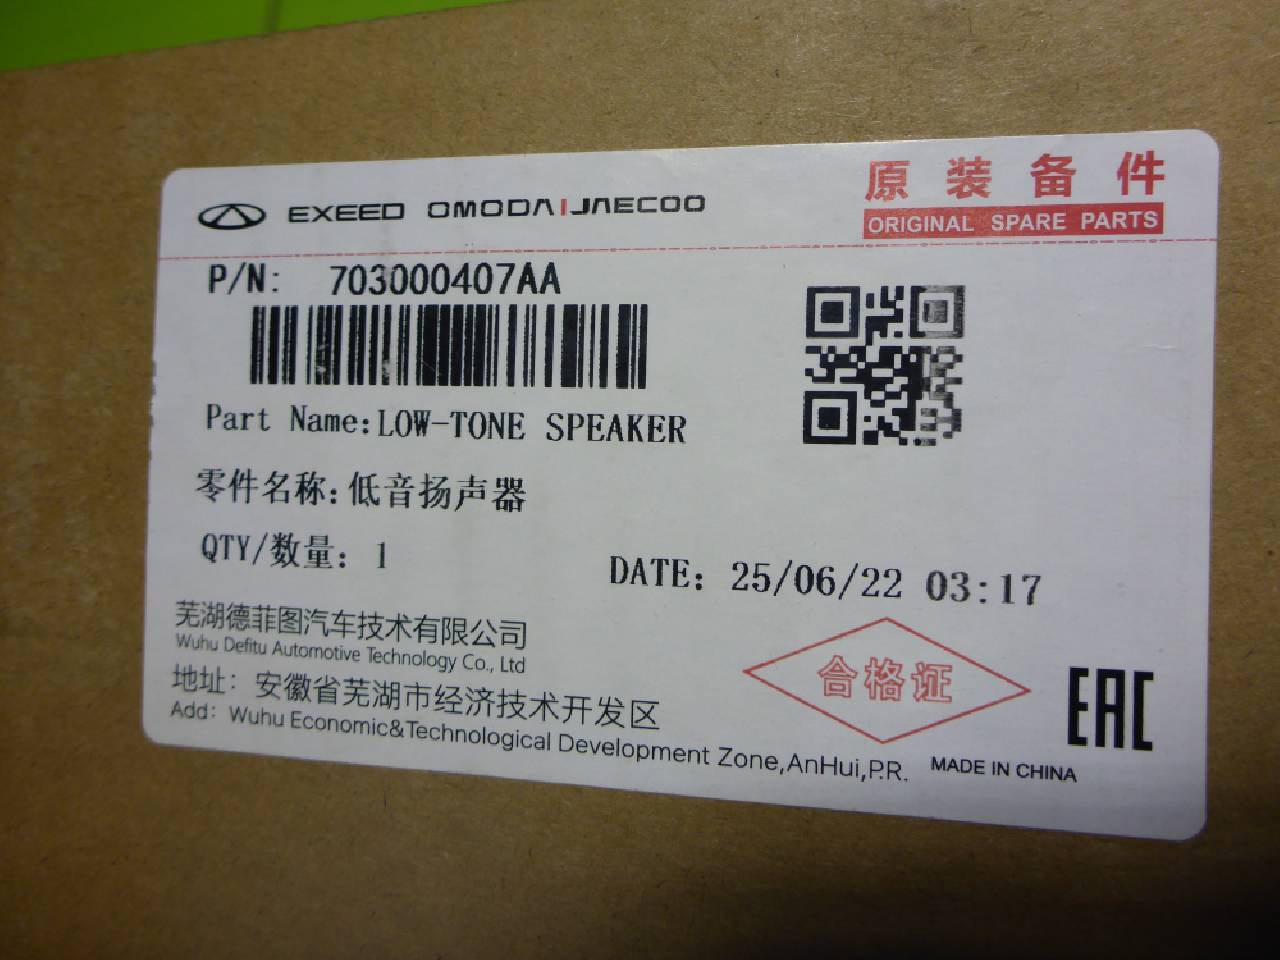 EXEED OMODA|JAECOO
原装备件
ORIGINAL SPARE PARTS
P/N: 703000407AA
Part Name:LOW-TONE SPEAKER
零件名称:低音扬声器
QTY/数量: 1
DATE: 25/06/22 03:17
芜湖德菲图汽车技术有限公司
Wuhu Defitu Automotive Technology Co., Ltd
地址: 安徽省芜湖市经济技术开发区
Add: Wuhu Economic&Technological Development Zone,AnHui,P.R.
合格证
EAC
MADE IN CHINA